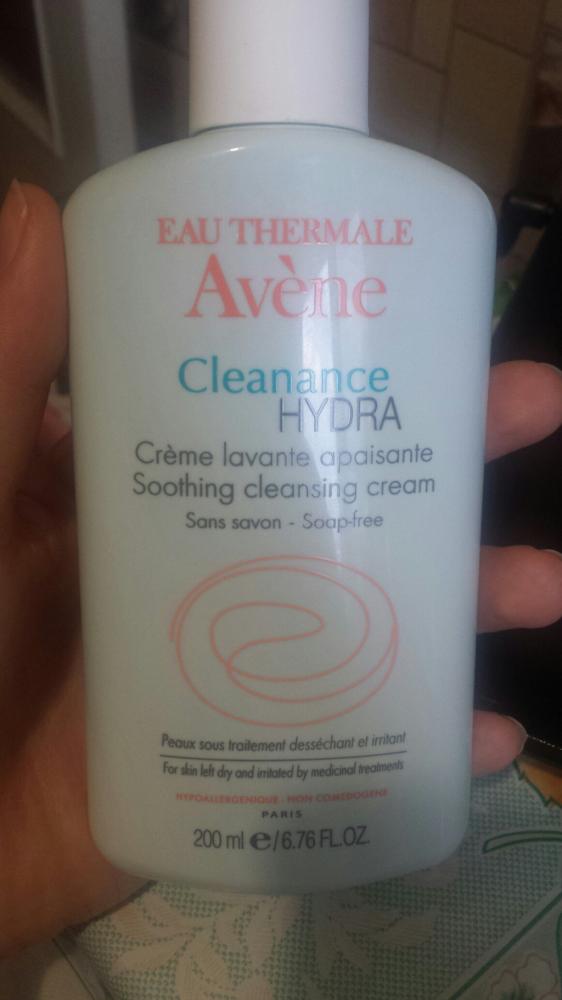 EAU THERMALE
Avène
Cleanance
HYDRA
Crème lavante apaisante
Soothing cleansing cream
Sans savon - Soap-free
Peaux sous traitement desséchant et irritant
For skin left dry and irritated by medicinal treatments
HYPOALLERGENIQUE - NON COMEDOGENE
PARIS
200 ml e/6.76 FL.OZ.